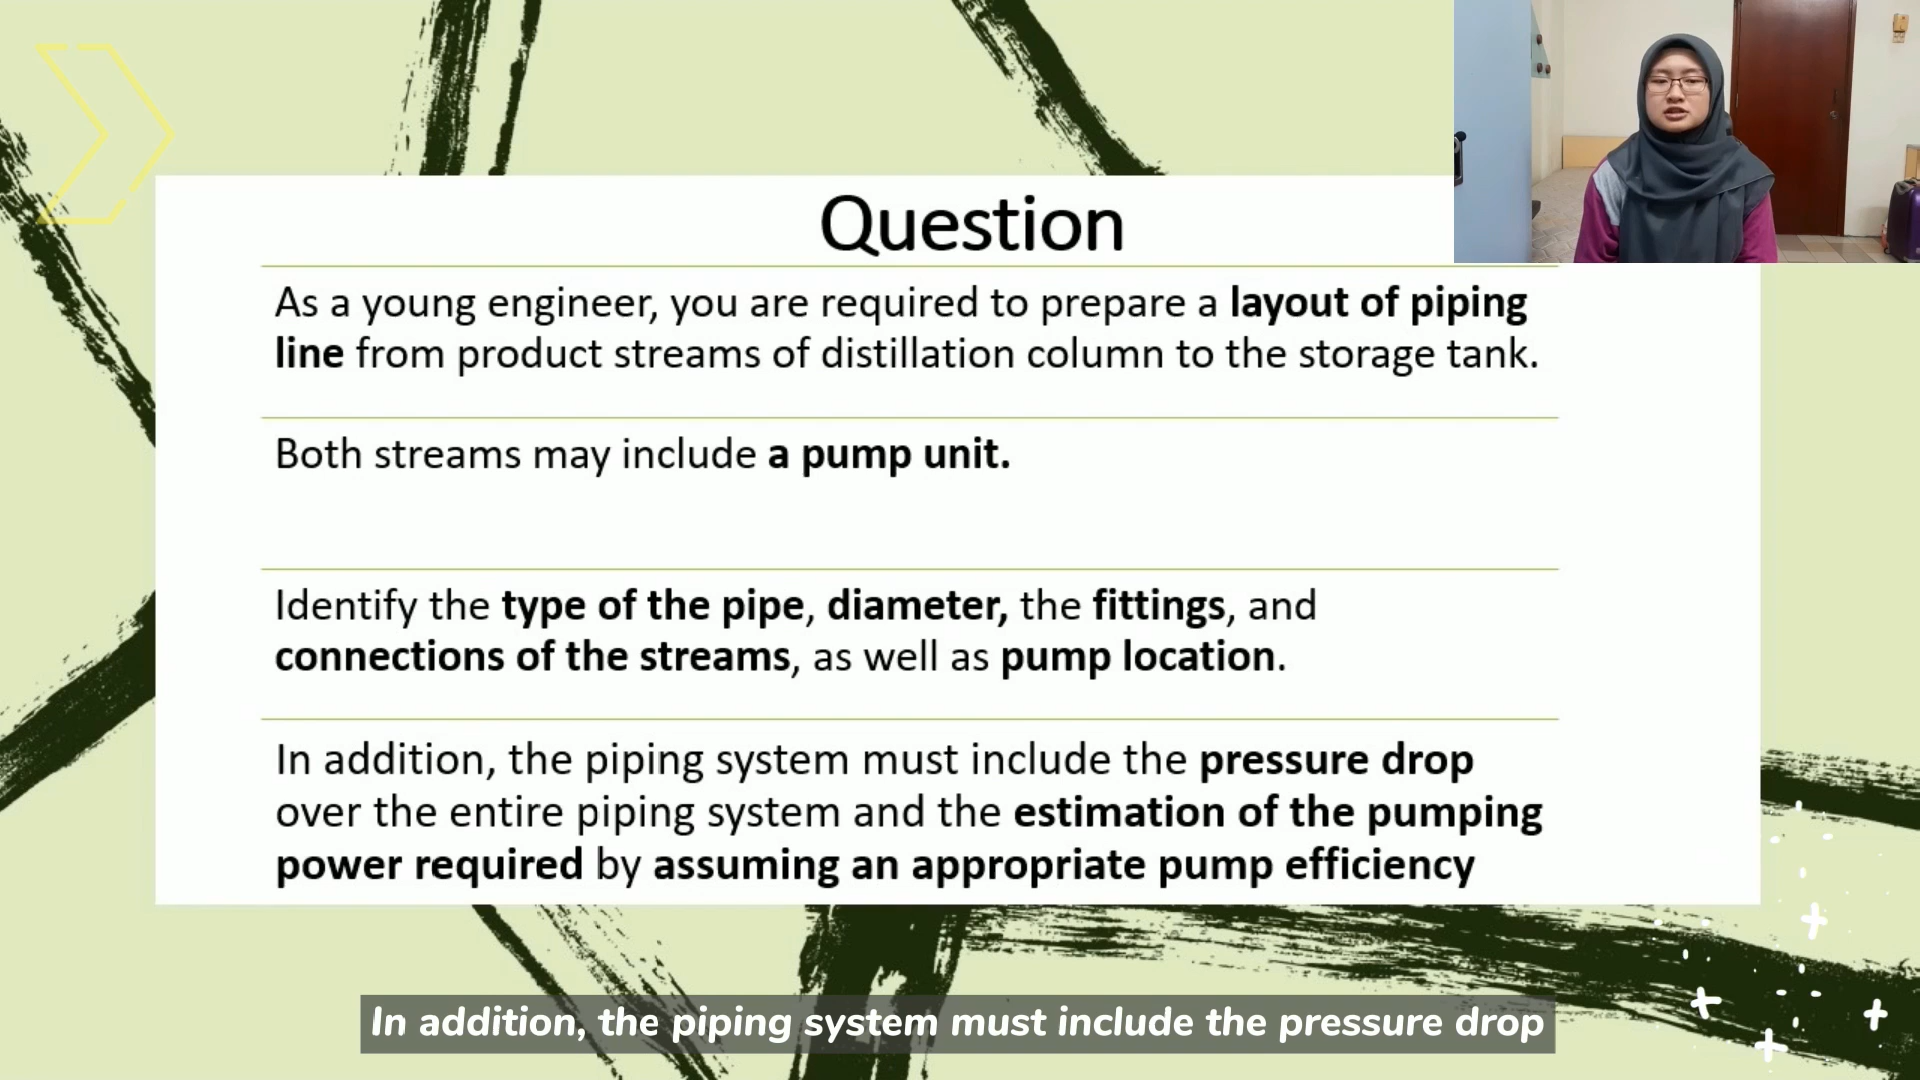 Question
As a young engineer, you are required to prepare a layout of piping
line from product streams of distillation column to the storage tank.
Both streams may include a pump unit.
Identify the type of the pipe, diameter, the fittings, and
connections of the streams, as well as pump location.
In addition, the piping system must include the pressure drop
over the entire piping system and the estimation of the pumping
power required by assuming an appropriate pump efficiency
In addition, the piping system must include the pressure drop